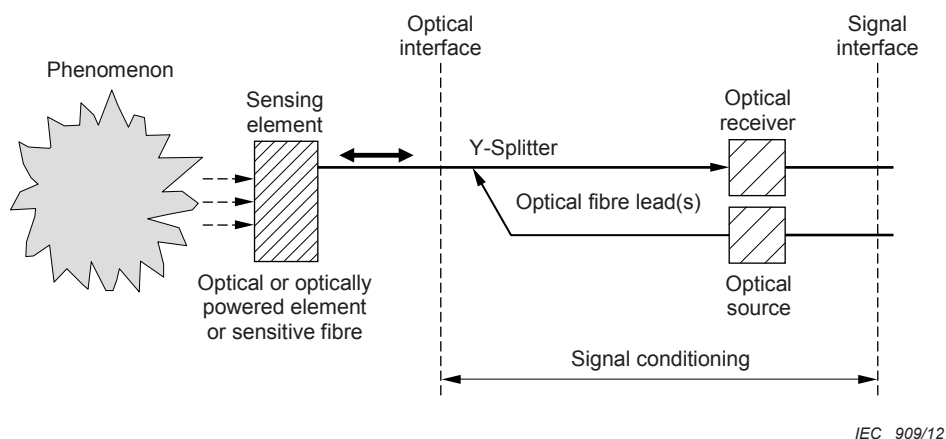 Optical
interface
Signal
interface
Phenomenon
Sensing
element
Optical
receiver
Y-Splitter
Optical fibre lead(s)
Optical or optically
powered element
or sensitive fibre
Optical
source
Signal conditioning
IEC 909/12